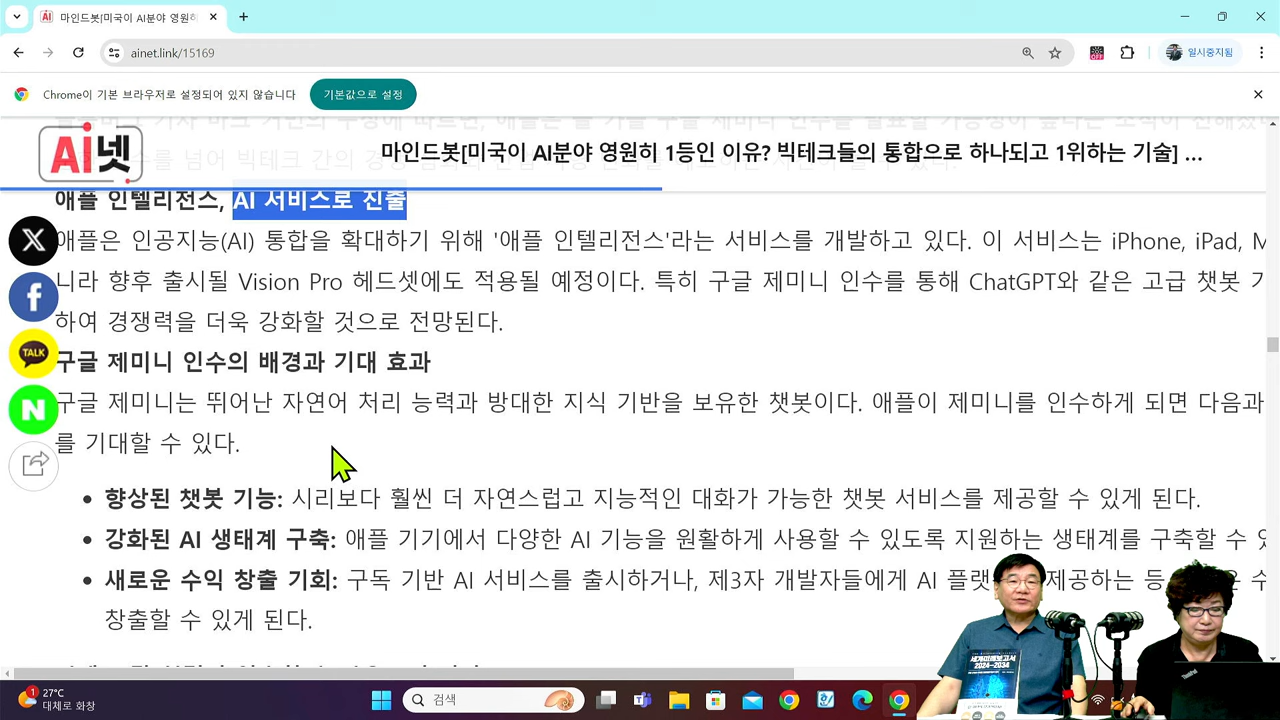 마인드봇[미국이 AI분야 영원히
ainet.link/15169
일시중지됨
Chrome이 기본 브라우저로 설정되어 있지 않습니다
기본값으로 설정
Ai넷
마인드봇[미국이 AI분야 영원히 1등인 이유? 빅테크들의 통합으로 하나되고 1위하는 기술] ...
애플 인텔리전스, AI 서비스로 진출
애플은 인공지능(AI) 통합을 확대하기 위해 '애플 인텔리전스'라는 서비스를 개발하고 있다. 이 서비스는 iPhone, iPad, M
니라 향후 출시될 Vision Pro 헤드셋에도 적용될 예정이다. 특히 구글 제미니 인수를 통해 ChatGPT와 같은 고급 챗봇
하여 경쟁력을 더욱 강화할 것으로 전망된다.
구글 제미니 인수의 배경과 기대 효과
구글 제미니는 뛰어난 자연어 처리 능력과 방대한 지식 기반을 보유한 챗봇이다. 애플이 제미니를 인수하게 되면 다음과
를 기대할 수 있다.
• 향상된 챗봇 기능: 시리보다 훨씬 더 자연스럽고 지능적인 대화가 가능한 챗봇 서비스를 제공할 수 있게 된다.
• 강화된 AI 생태계 구축: 애플 기기에서 다양한 AI 기능을 원활하게 사용할 수 있도록 지원하는 생태계를 구축할 수
• 새로운 수익 창출 기회: 구독 기반 AI 서비스를 출시하거나, 제3자 개발자들에게 AI 제공하는 등
창출할 수 있게 된다.
X
f
TALK
N
세계미래보고서
2024-2034
ThinkPad
1
27°C
대체로 화창
검색